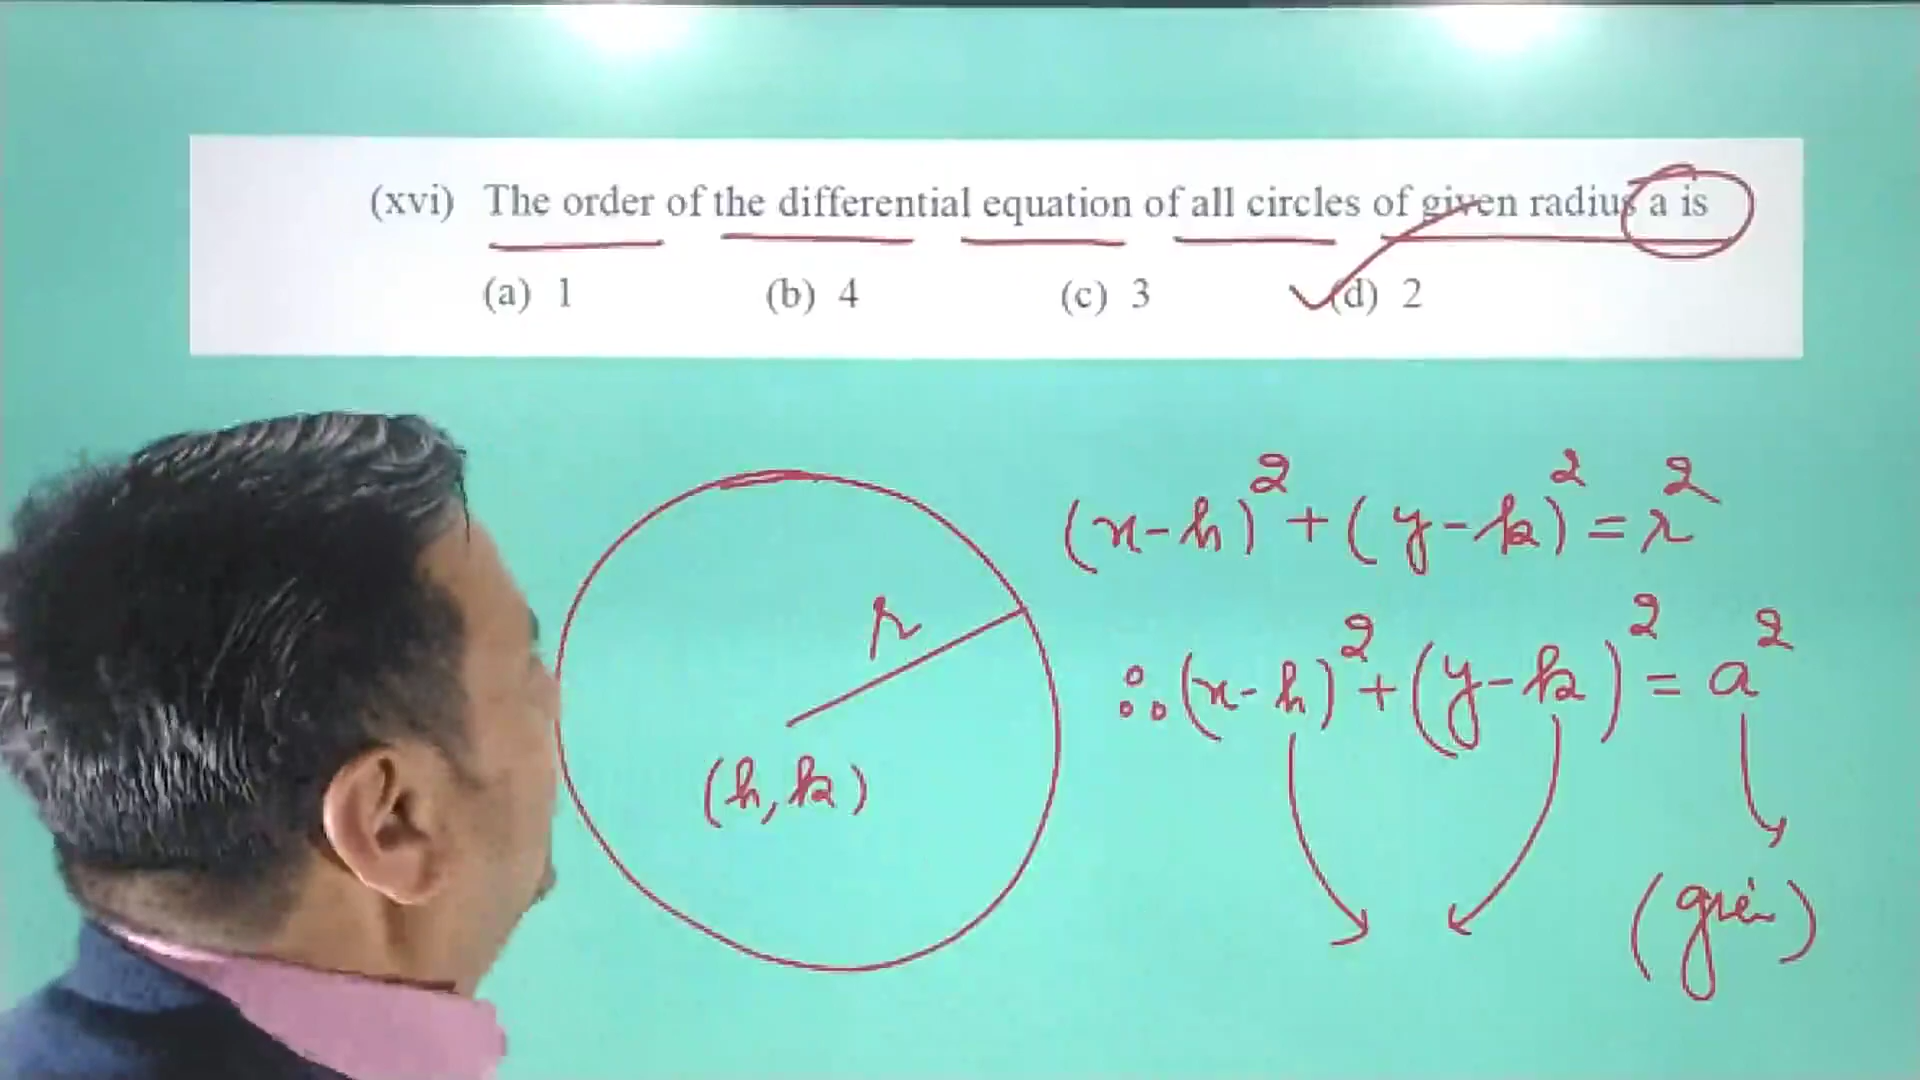 (xvi) The order of the differential equation of all circles of given radius a is
(a) 1 (b) 4 (c) 3 (d) 2
(x-h)² + (y-k)² = r²
r
∴ (x-h)² + (y-k)² = a²
(h, k)